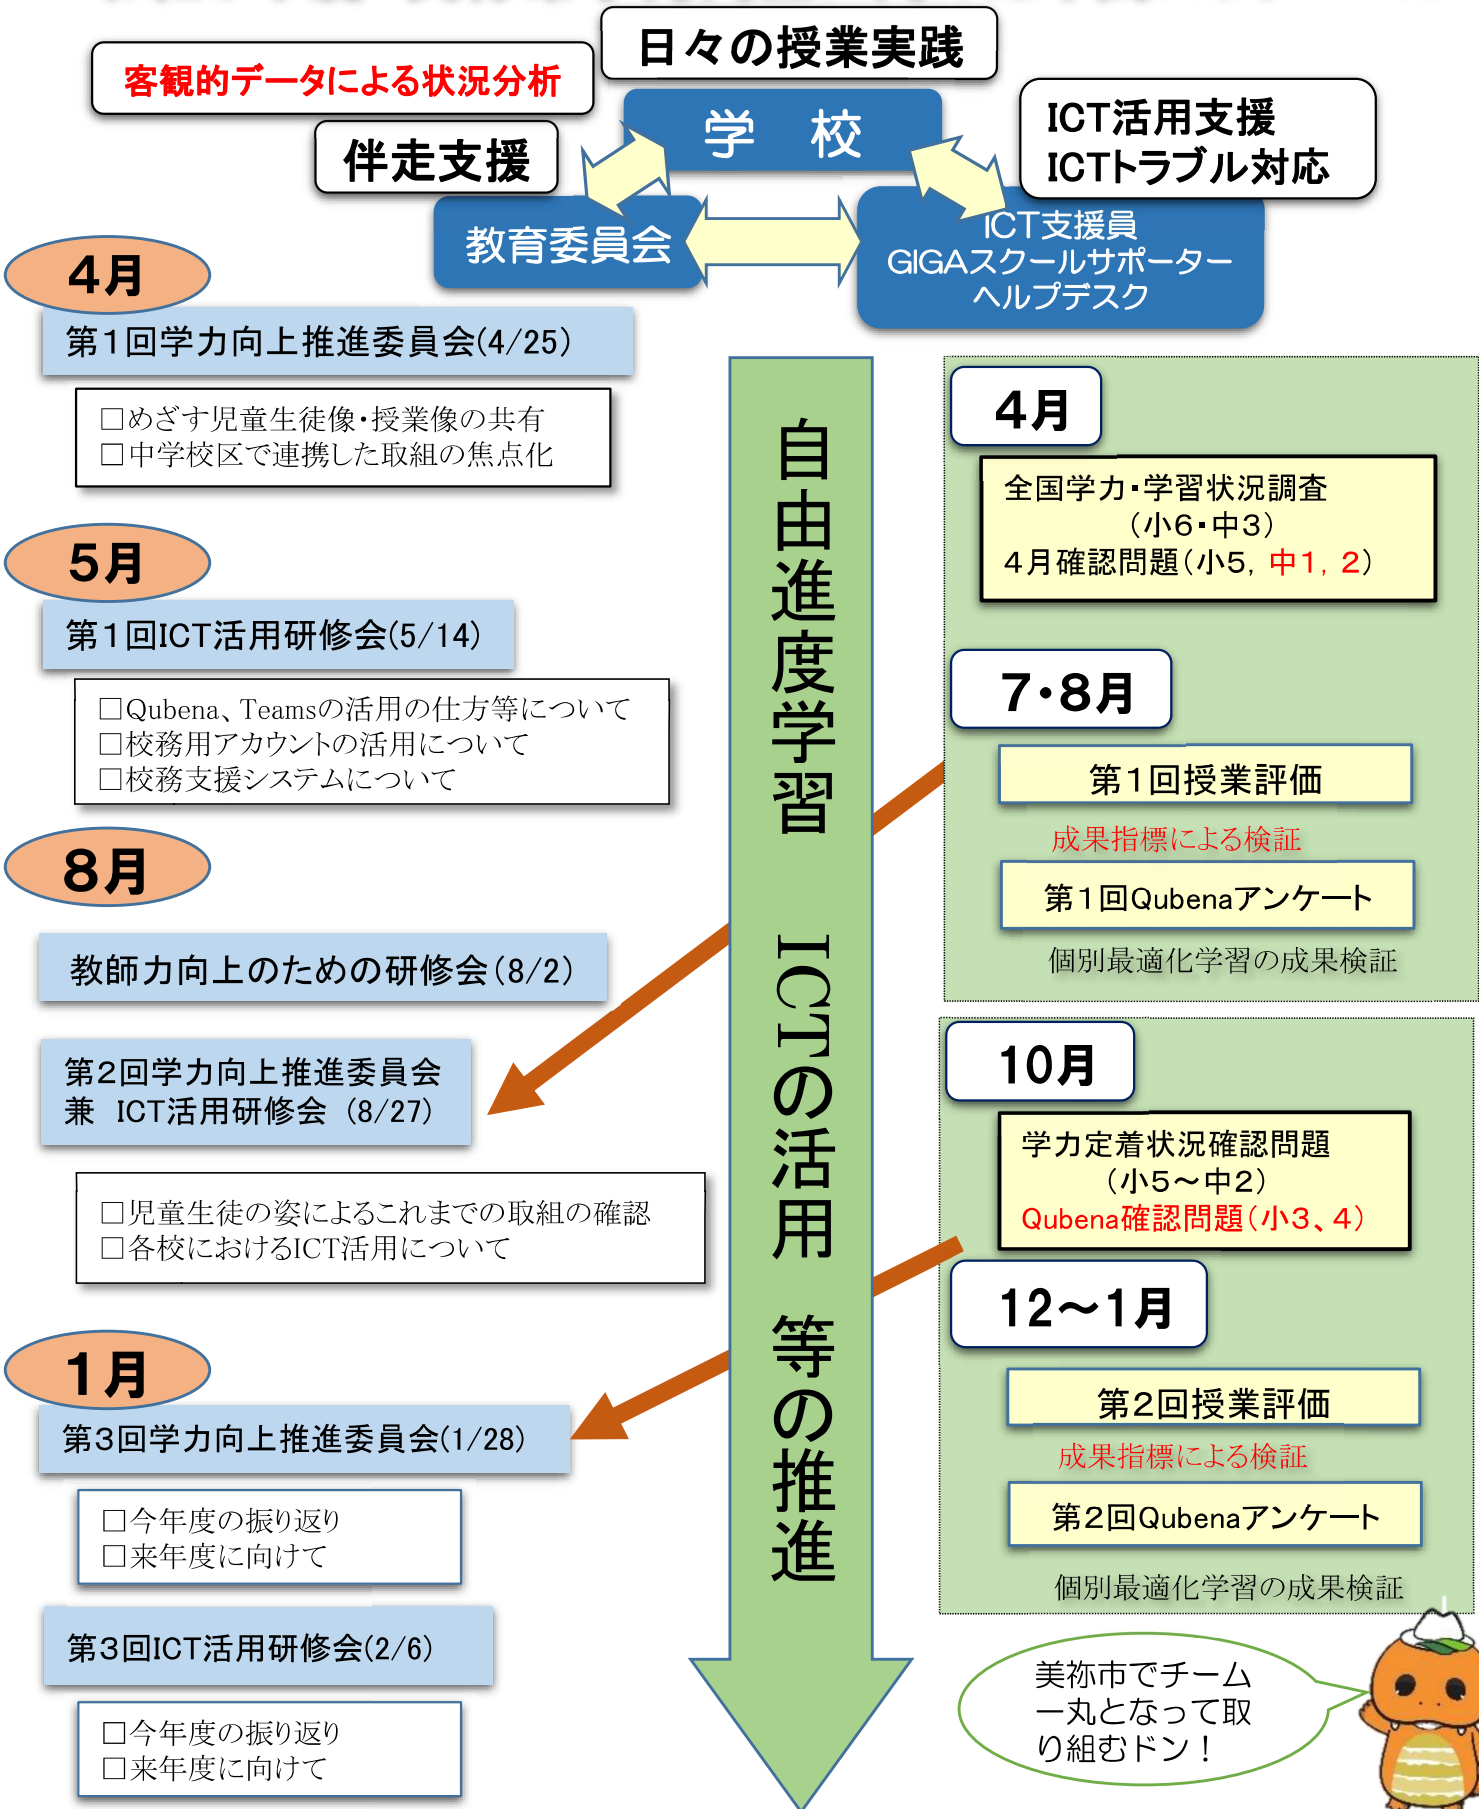 日々の授業実践
客観的データによる状況分析
学　校
ICT活用支援
ICTトラブル対応
伴走支援
教育委員会
ICT支援員
GIGAスクールサポーター
ヘルプデスク
4月
第1回学力向上推進委員会(4/25)
□めざす児童生徒像・授業像の共有
□中学校区で連携した取組の焦点化
5月
第1回ICT活用研修会(5/14)
□Qubena、Teamsの活用の仕方等について
□校務用アカウントの活用について
□校務支援システムについて
8月
教師力向上のための研修会(8/2)
第2回学力向上推進委員会
兼　ICT活用研修会 (8/27)
□児童生徒の姿によるこれまでの取組の確認
□各校におけるICT活用について
1月
第3回学力向上推進委員会(1/28)
□今年度の振り返り
□来年度に向けて
第3回ICT活用研修会(2/6)
□今年度の振り返り
□来年度に向けて
自由進度学習　ICTの活用　等の推進
4月
全国学力・学習状況調査
(小6・中3)
4月確認問題(小5, 中1, 2)
7・8月
第1回授業評価
成果指標による検証
第1回Qubenaアンケート
個別最適化学習の成果検証
10月
学力定着状況確認問題
(小5～中2)
Qubena確認問題(小3、4)
12～1月
第2回授業評価
成果指標による検証
第2回Qubenaアンケート
個別最適化学習の成果検証
美祢市でチーム
一丸となって取
り組むドン！